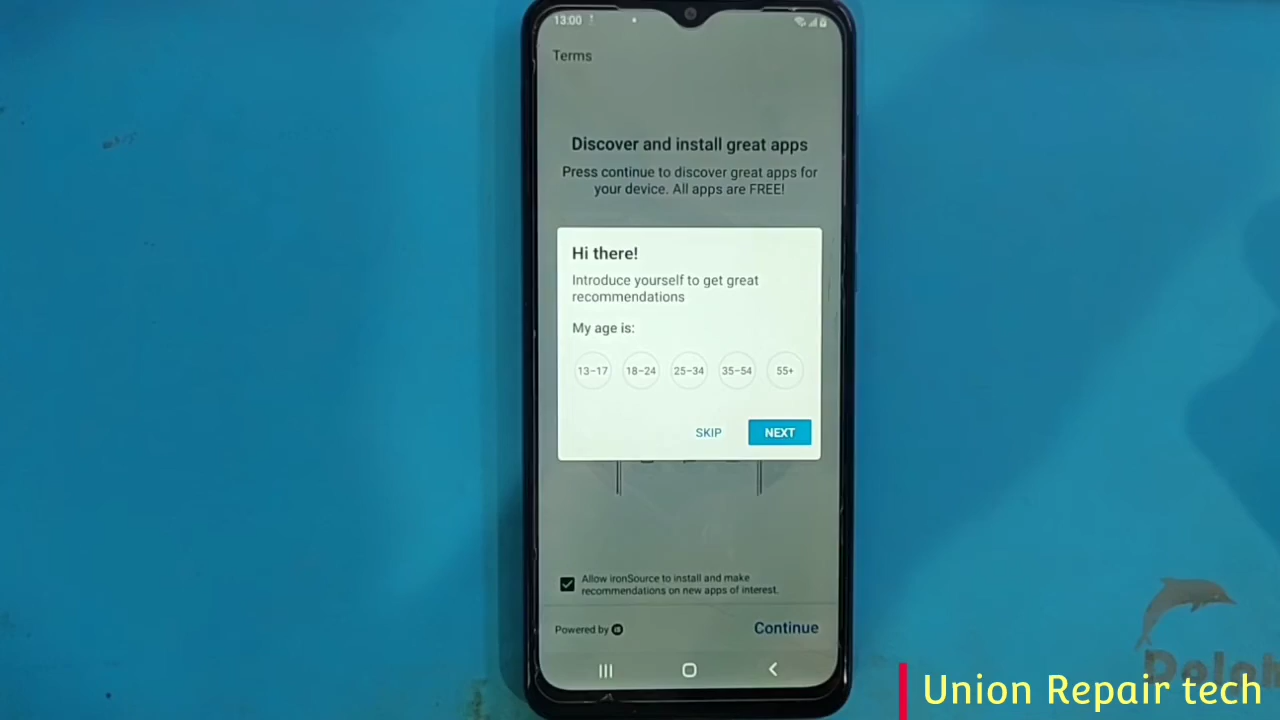 13:00
Terms
Discover and install great apps
Press continue to discover great apps for
your device. All apps are FREE!
Hi there!
Introduce yourself to get great
recommendations
My age is:
13–17 18–24 25–34 35–54 55+
SKIP NEXT
Allow ironSource to install and make
recommendations on new apps of interest.
Powered by
Continue
Union Repair tech